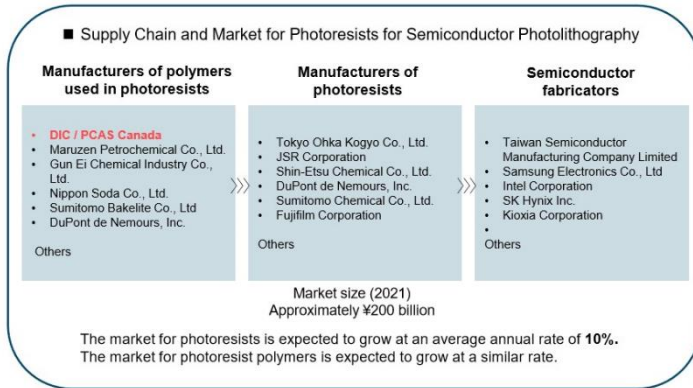 ■ Supply Chain and Market for Photoresists for Semiconductor Photolithography
Manufacturers of polymers
used in photoresists
• DIC / PCAS Canada
• Maruzen Petrochemical Co., Ltd.
• Gun Ei Chemical Industry Co.,
Ltd.
• Nippon Soda Co., Ltd.
• Sumitomo Bakelite Co., Ltd
• DuPont de Nemours, Inc.
Others
Manufacturers of
photoresists
• Tokyo Ohka Kogyo Co., Ltd.
• JSR Corporation
• Shin-Etsu Chemical Co., Ltd.
• DuPont de Nemours, Inc.
• Sumitomo Chemical Co., Ltd.
• Fujifilm Corporation
Others
Semiconductor
fabricators
• Taiwan Semiconductor
Manufacturing Company Limited
• Samsung Electronics Co., Ltd
• Intel Corporation
• SK Hynix Inc.
• Kioxia Corporation
•
Others
Market size (2021)
Approximately ¥200 billion
The market for photoresists is expected to grow at an average annual rate of 10%.
The market for photoresist polymers is expected to grow at a similar rate.